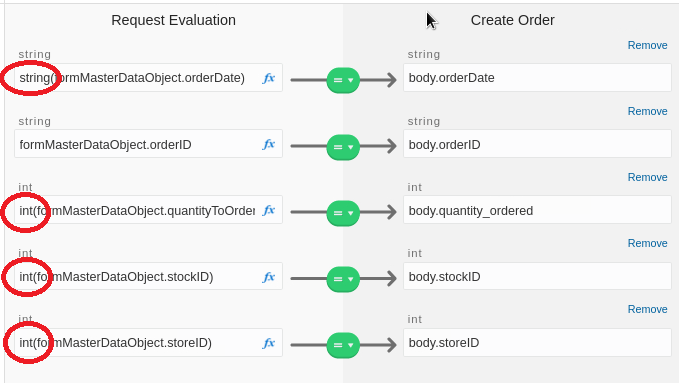 Request Evaluation Create Order
Remove
string string
string(formMasterDataObject.orderDate) fx = body.orderDate
Remove
string string
formMasterDataObject.orderID fx = body.orderID
Remove
int int
int(formMasterDataObject.quantityToOrder fx = body.quantity_ordered
Remove
int int
int(formMasterDataObject.stockID) fx = body.stockID
Remove
int int
int(formMasterDataObject.storeID) fx = body.storeID